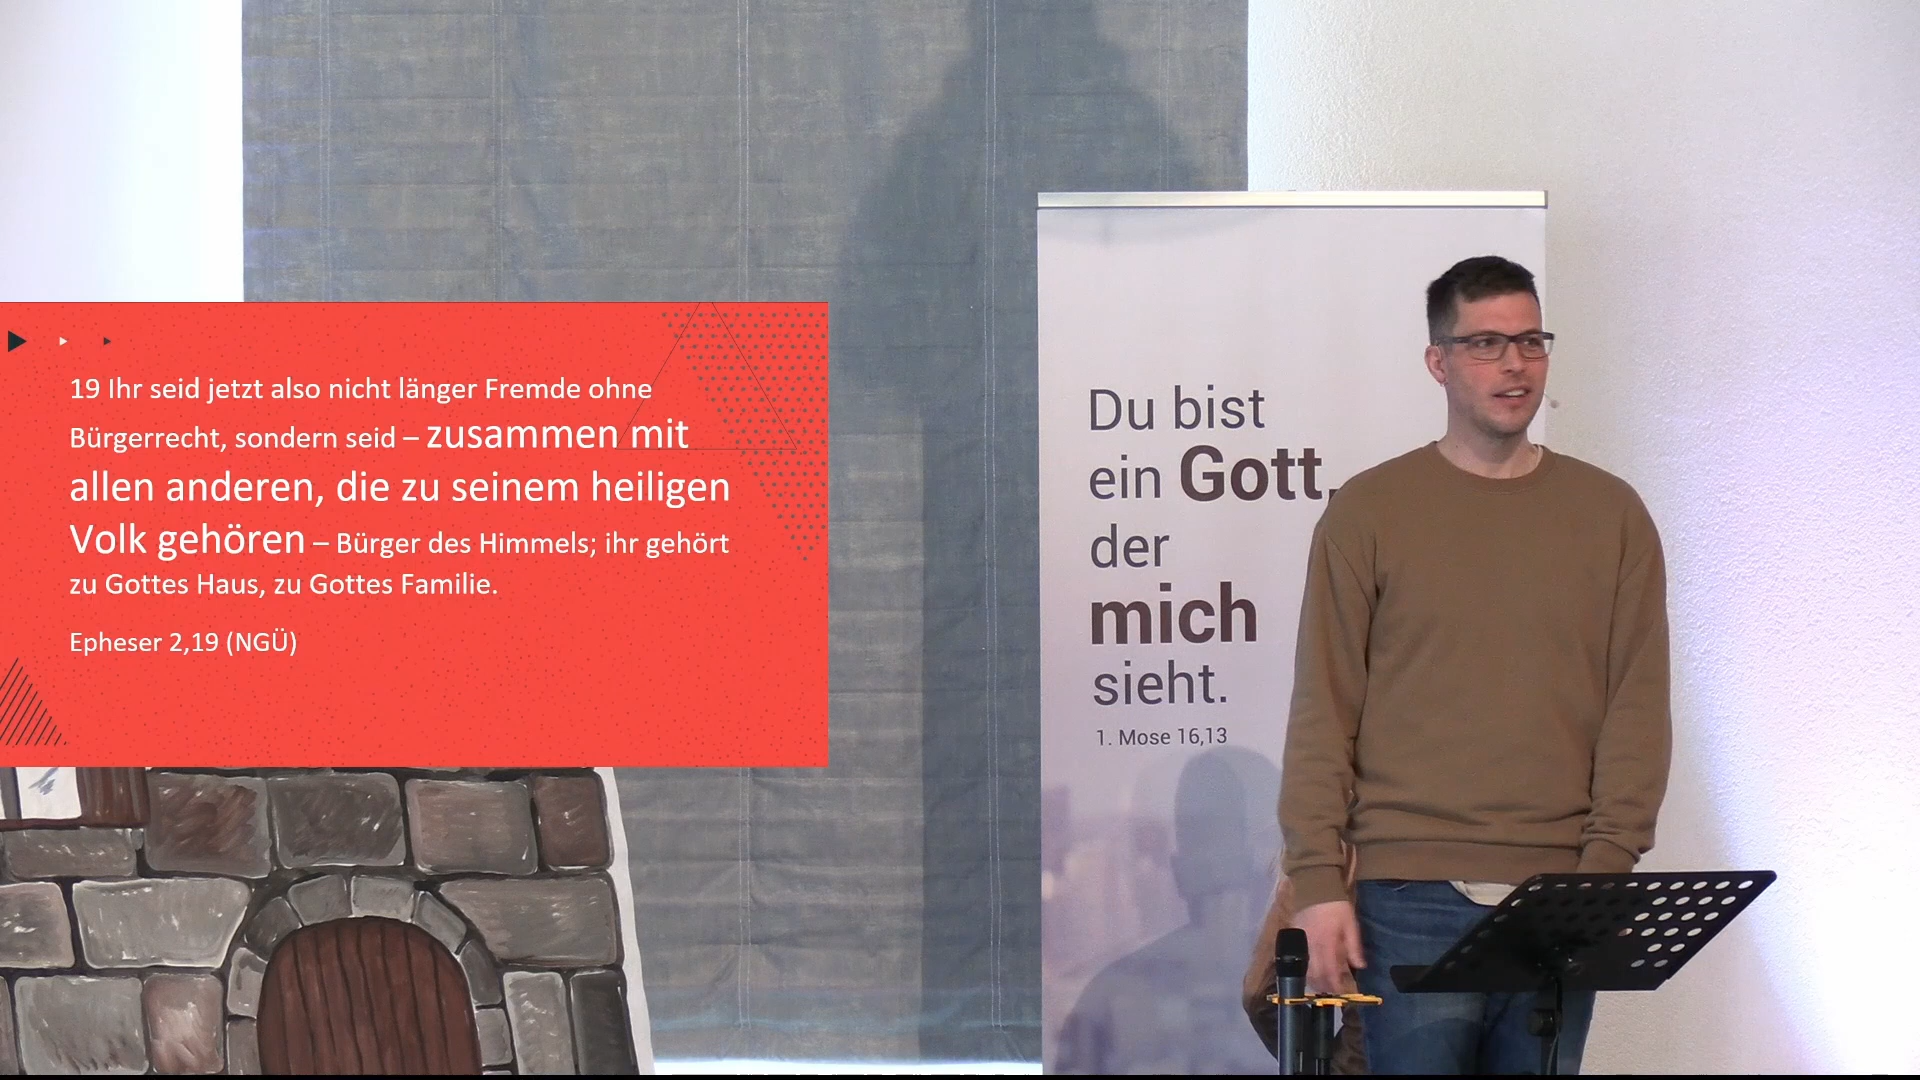 19 Ihr seid jetzt also nicht länger Fremde ohne
Bürgerrecht, sondern seid – zusammen mit
allen anderen, die zu seinem heiligen
Volk gehören – Bürger des Himmels; ihr gehört
zu Gottes Haus, zu Gottes Familie.
Epheser 2,19 (NGÜ)
Du bist
ein Gott,
der
mich
sieht.
1. Mose 16,13